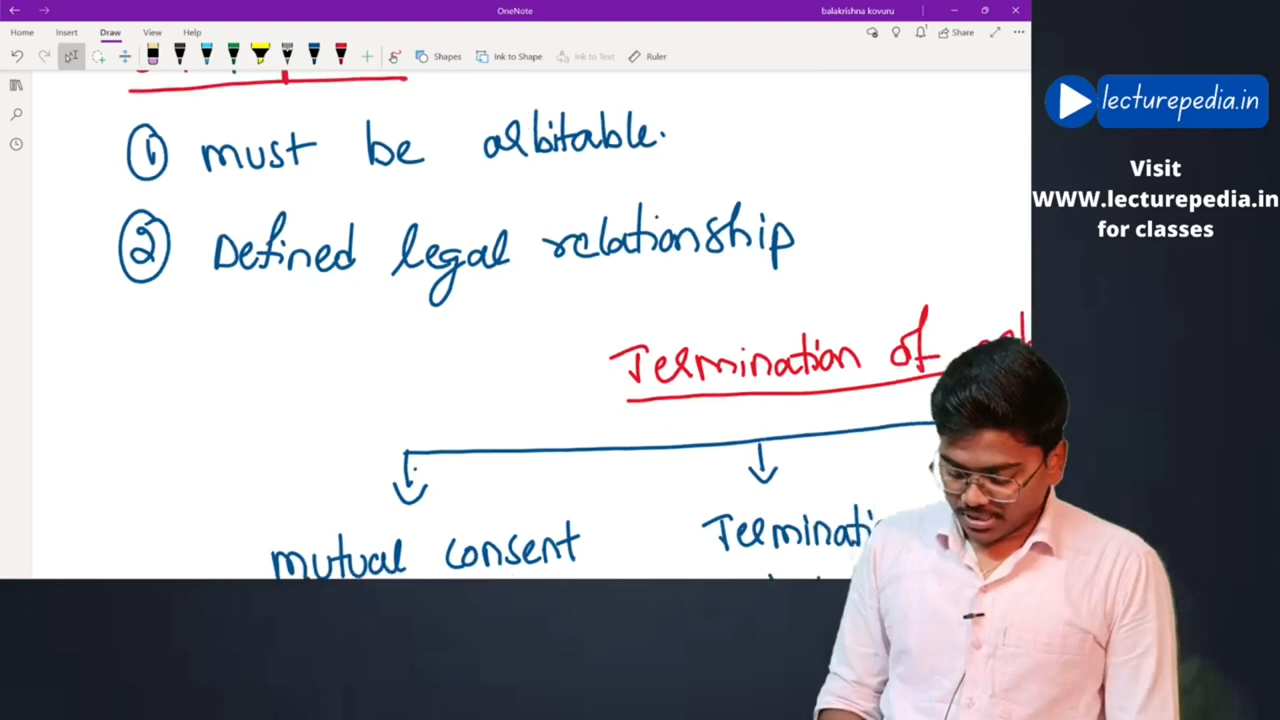 OneNote
balakrishna kovuru
Home Insert Draw View Help
Share
Shapes Ink to Shape Ink to Text Ruler
① must be arbitable.
② Defined legal relationship
Termination of
mutual consent
lecturepedia.in
Visit
WWW.lecturepedia.in
for classes